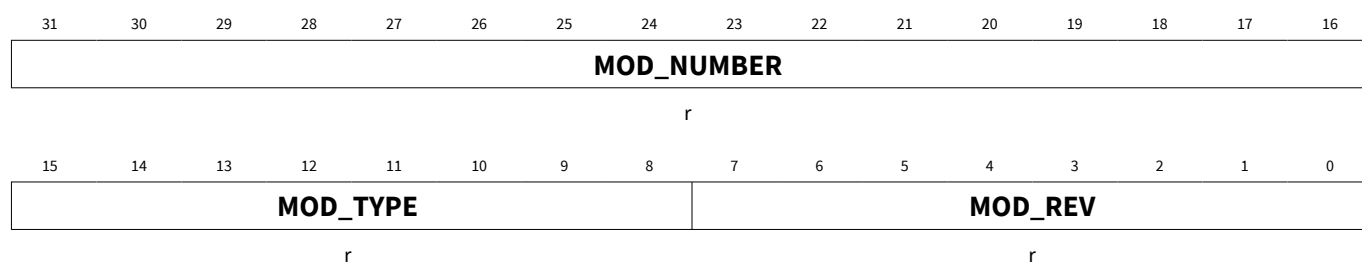 31 30 29 28 27 26 25 24 23 22 21 20 19 18 17 16
MOD_NUMBER
r
15 14 13 12 11 10 9 8 7 6 5 4 3 2 1 0
MOD_TYPE MOD_REV
r r